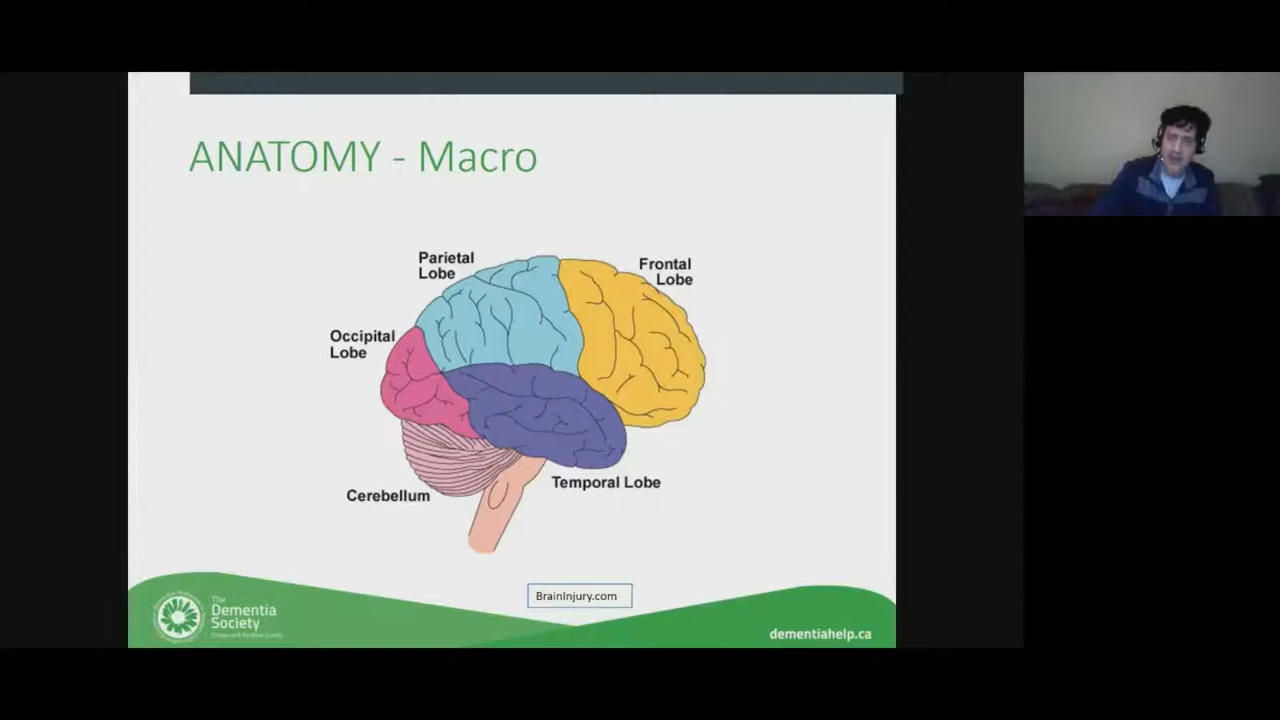 ANATOMY - Macro
Parietal
Lobe
Frontal
Lobe
Occipital
Lobe
Temporal Lobe
Cerebellum
BrainInjury.com
The
Dementia
Society
dementiahelp.ca